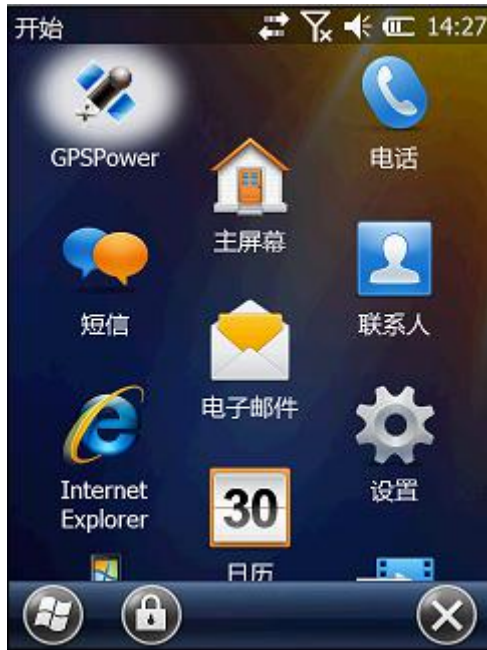 开始
14:27
GPSPower
电话
主屏幕
短信
联系人
电子邮件
Internet
Explorer
设置
30
日历